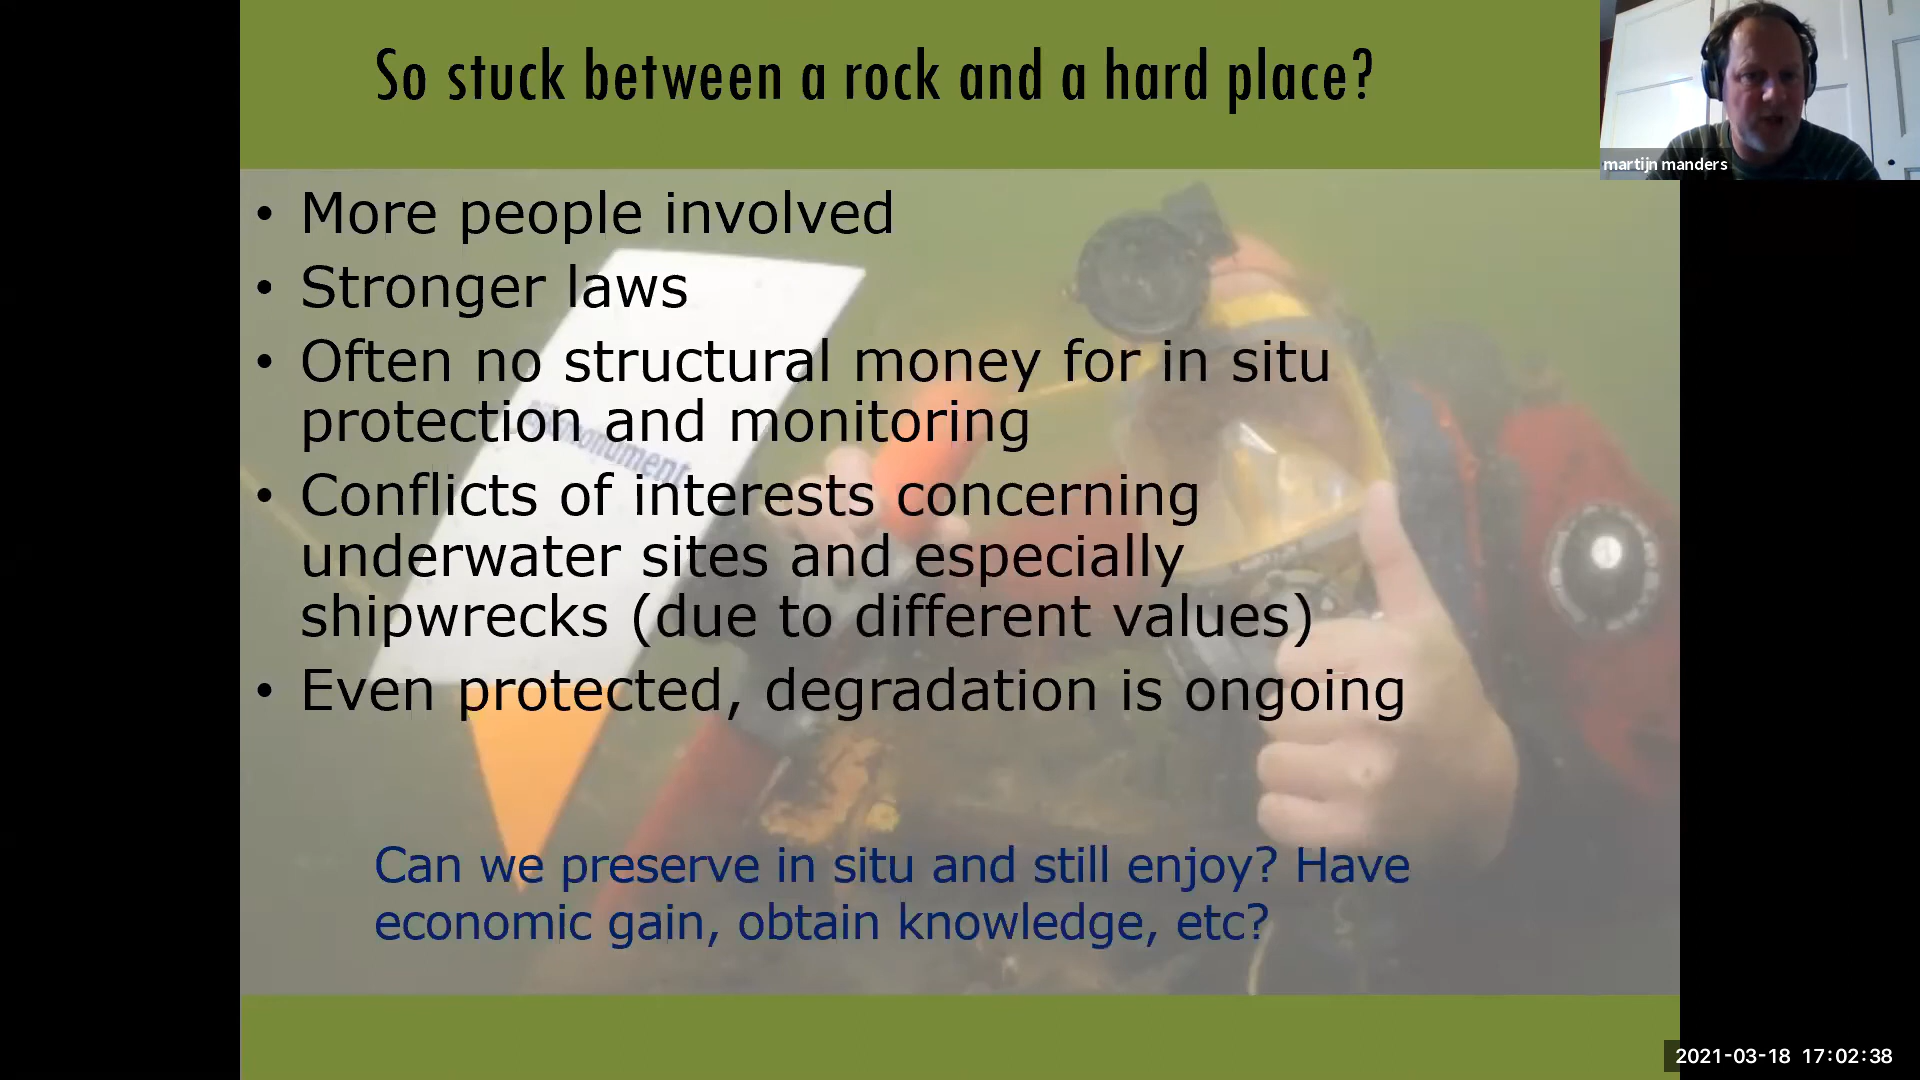 So stuck between a rock and a hard place?
martijn manders
• More people involved
• Stronger laws
• Often no structural money for in situ
protection and monitoring
• Conflicts of interests concerning
underwater sites and especially
shipwrecks (due to different values)
• Even protected, degradation is ongoing
Can we preserve in situ and still enjoy? Have
economic gain, obtain knowledge, etc?
2021-03-18 17:02:38